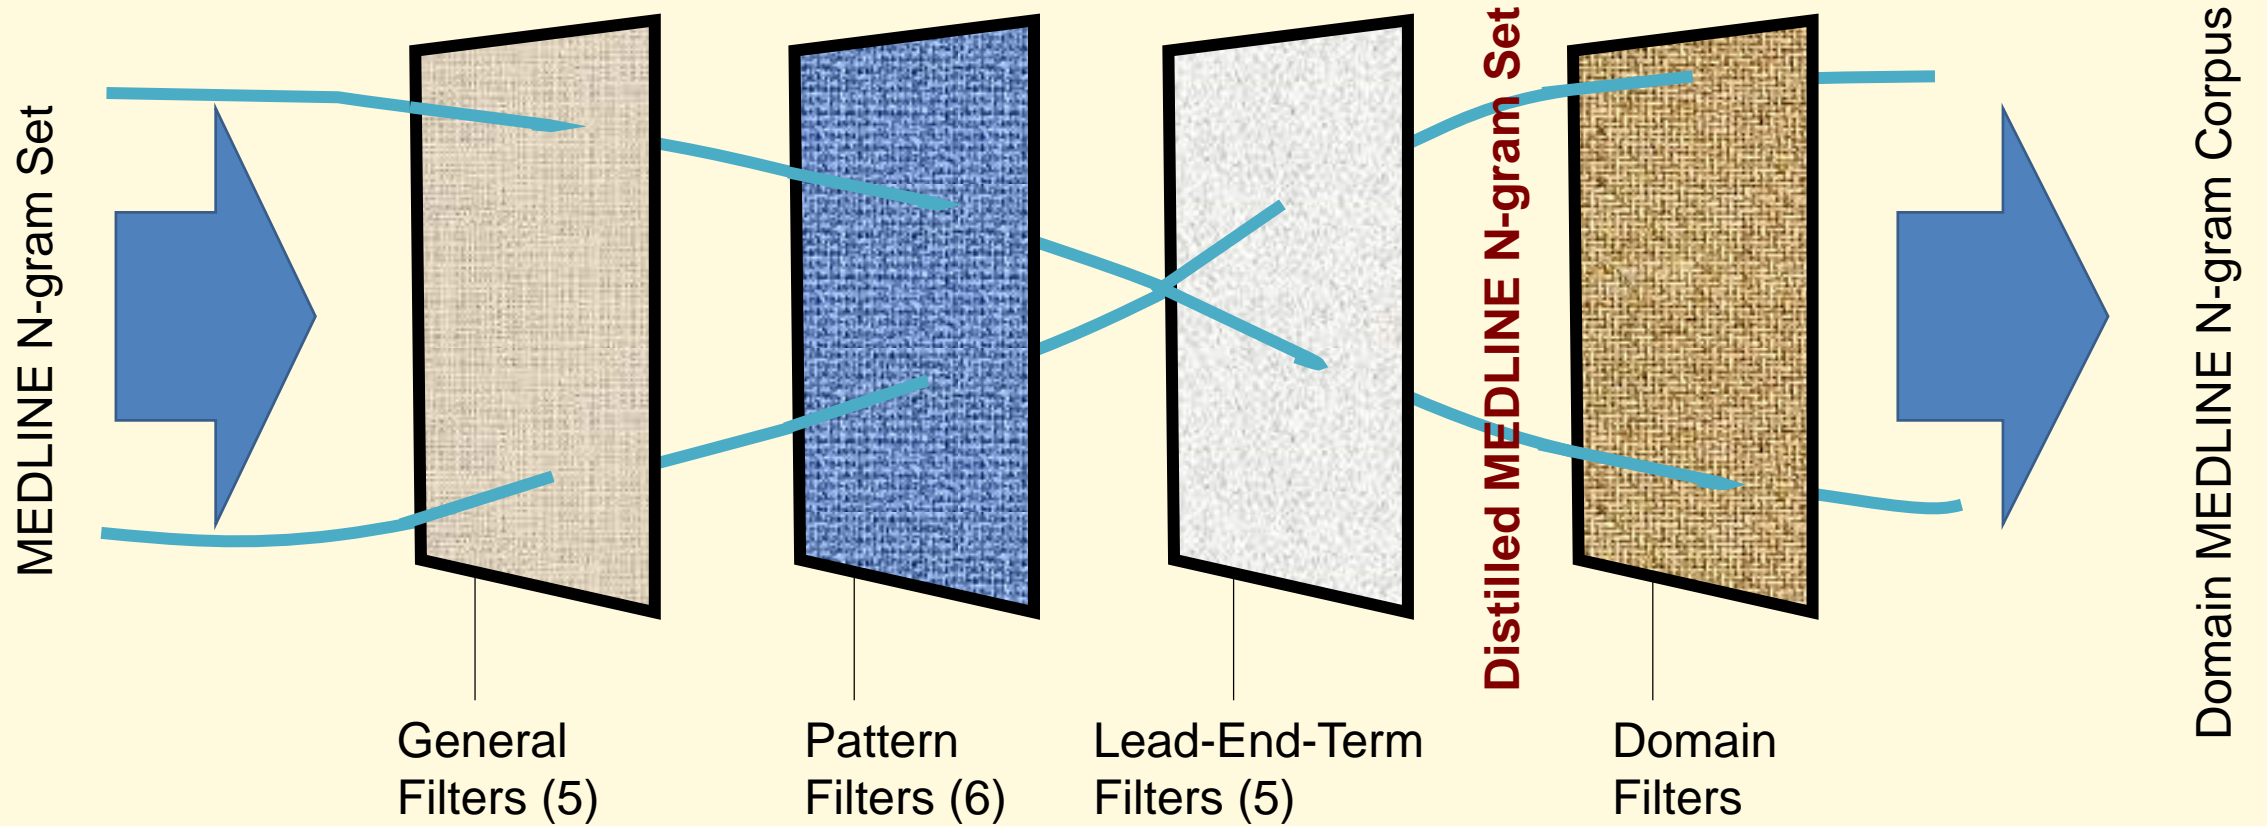 MEDLINE N-gram Set
General
Filters (5)
Pattern
Filters (6)
Lead-End-Term
Filters (5)
Distilled MEDLINE N-gram Set
Domain
Filters
Domain MEDLINE N-gram Corpus